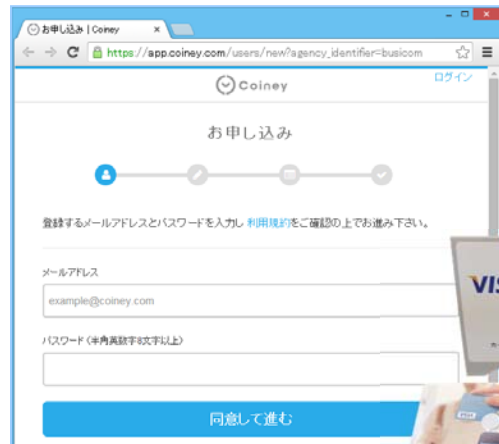 お申し込み | Coiney
https://app.coiney.com/users/new?agency_identifier=busicom
Coiney
ログイン
お申し込み
登録するメールアドレスとパスワードを入力し 利用規約をご確認の上でお進み下さい。
メールアドレス
example@coiney.com
パスワード (半角英数字8文字以上)
同意して進む
VIS
VISA